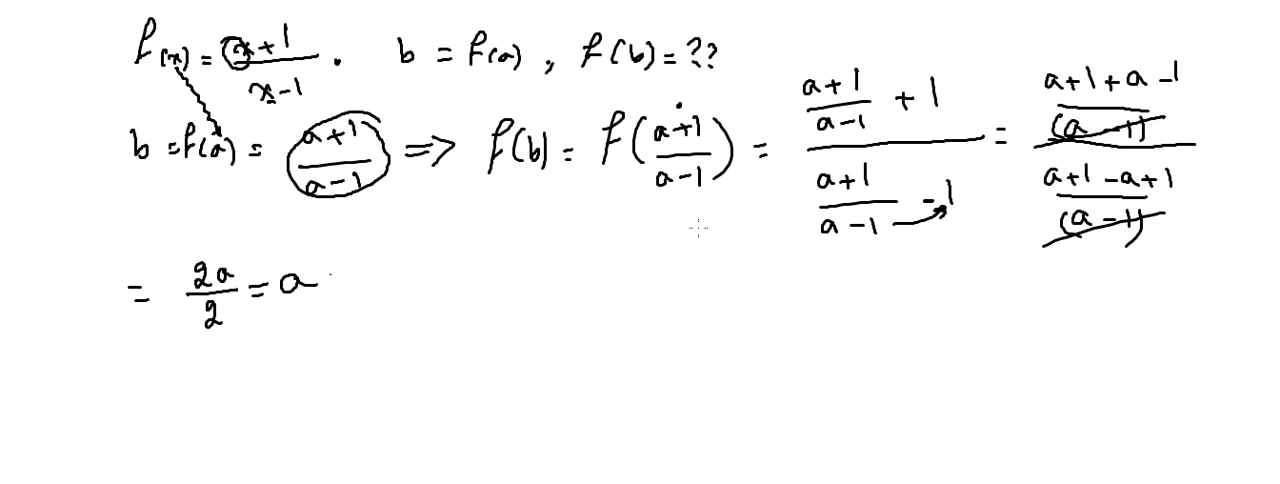 f(x) = (x+1)/(x-1) . b = f(a) , f(b) = ??
b = f(a) = (a+1)/(a-1) => f(b) = f((a+1)/(a-1)) = ((a+1)/(a-1) + 1)/((a+1)/(a-1) - 1) = ((a+1+a-1)/(a-1))/((a+1-a+1)/(a-1))
= 2a/2 = a